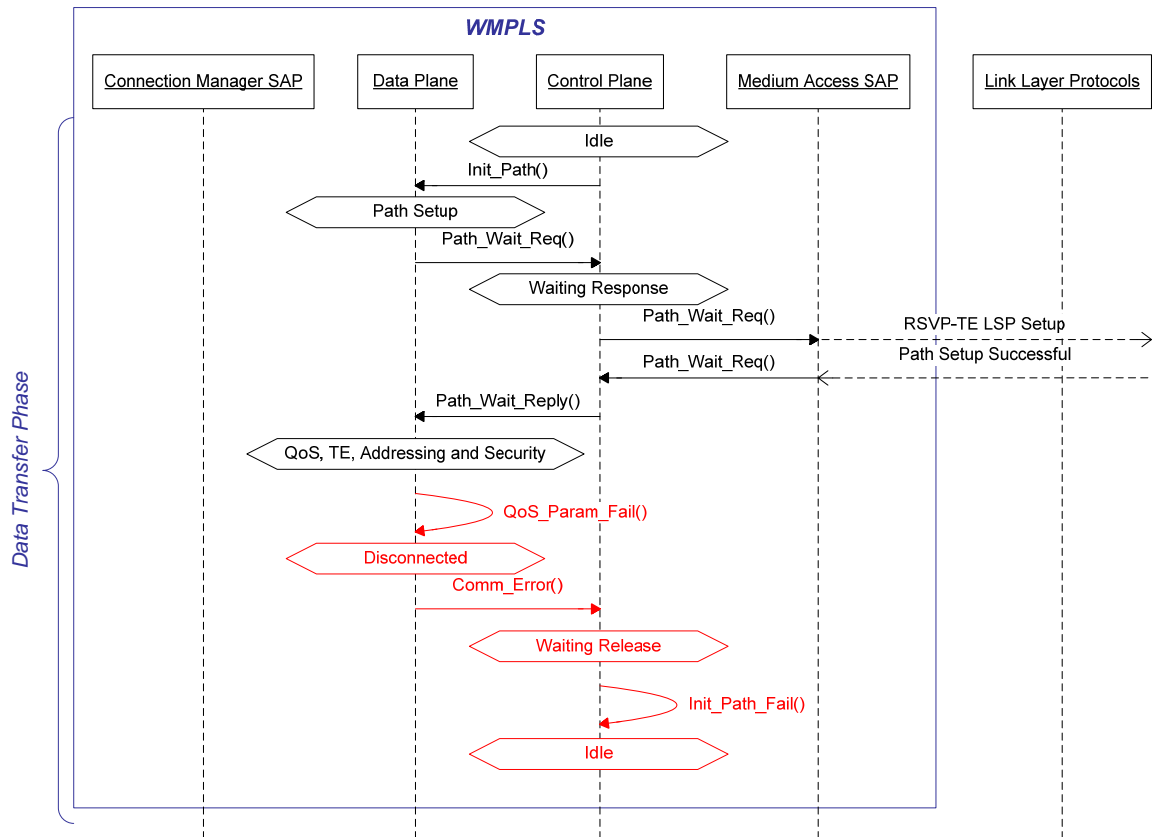 WMPLS
Connection Manager SAP
Data Plane
Control Plane
Medium Access SAP
Link Layer Protocols
Idle
Init_Path()
Path Setup
Path_Wait_Req()
Waiting Response
Path_Wait_Req()
RSVP-TE LSP Setup
Path_Wait_Req()
Path Setup Successful
Path_Wait_Reply()
QoS, TE, Addressing and Security
QoS_Param_Fail()
Disconnected
Comm_Error()
Waiting Release
Init_Path_Fail()
Idle
Data Transfer Phase